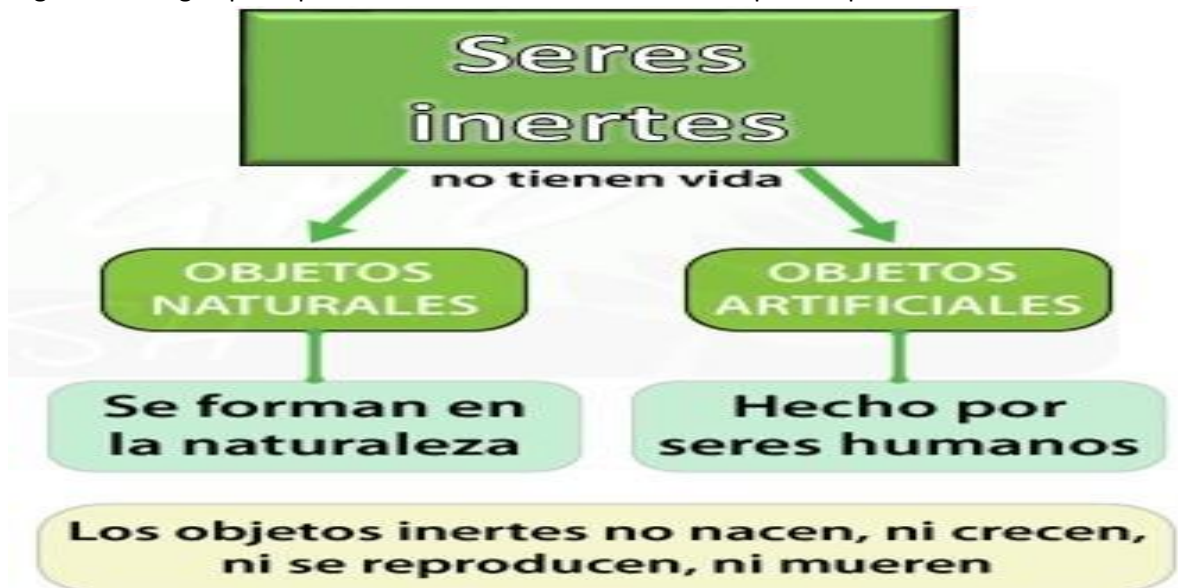 Seres
inertes
no tienen vida
OBJETOS
NATURALES
OBJETOS
ARTIFICIALES
Se forman en
la naturaleza
Hecho por
seres humanos
Los objetos inertes no nacen, ni crecen,
ni se reproducen, ni mueren